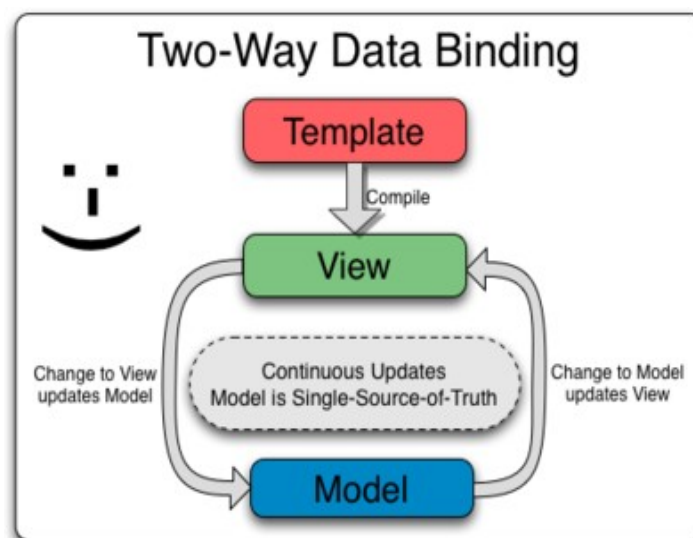 Two-Way Data Binding
Template
Compile
View
Change to View
updates Model
Continuous Updates
Model is Single-Source-of-Truth
Change to Model
updates View
Model